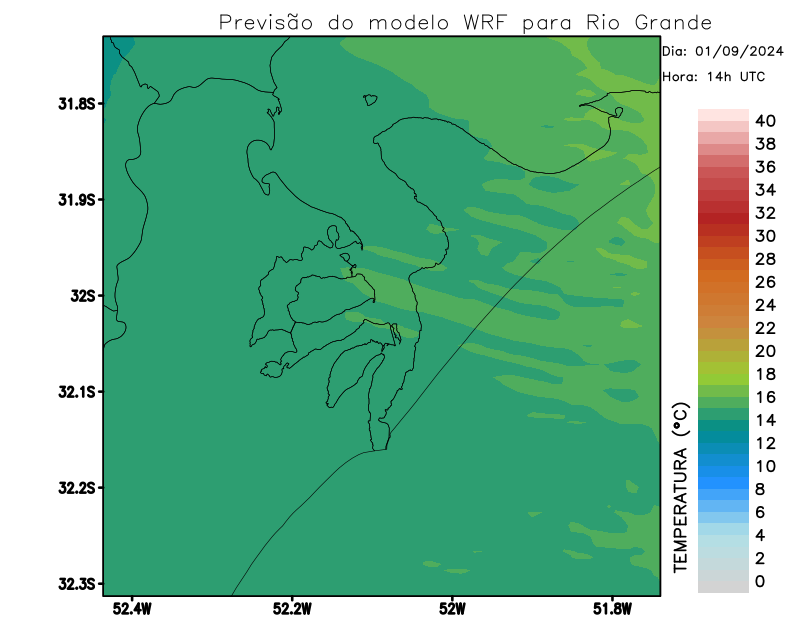 Previsão do modelo WRF para Rio Grande
Dia: 01/09/2024
Hora: 14h UTC
31.8S
31.9S
32S
32.1S
32.2S
32.3S
52.4W
52.2W
52W
51.8W
TEMPERATURA (°C)
40
38
36
34
32
30
28
26
24
22
20
18
16
14
12
10
8
6
4
2
0